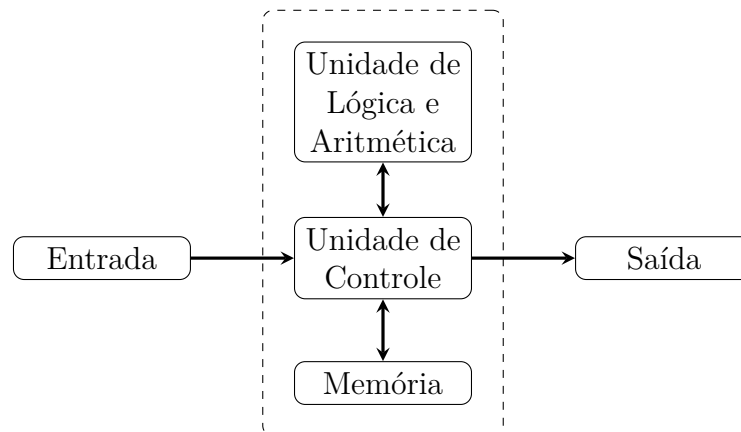 Unidade de
Lógica e
Aritmética
Entrada
Unidade de
Controle
Saída
Memória